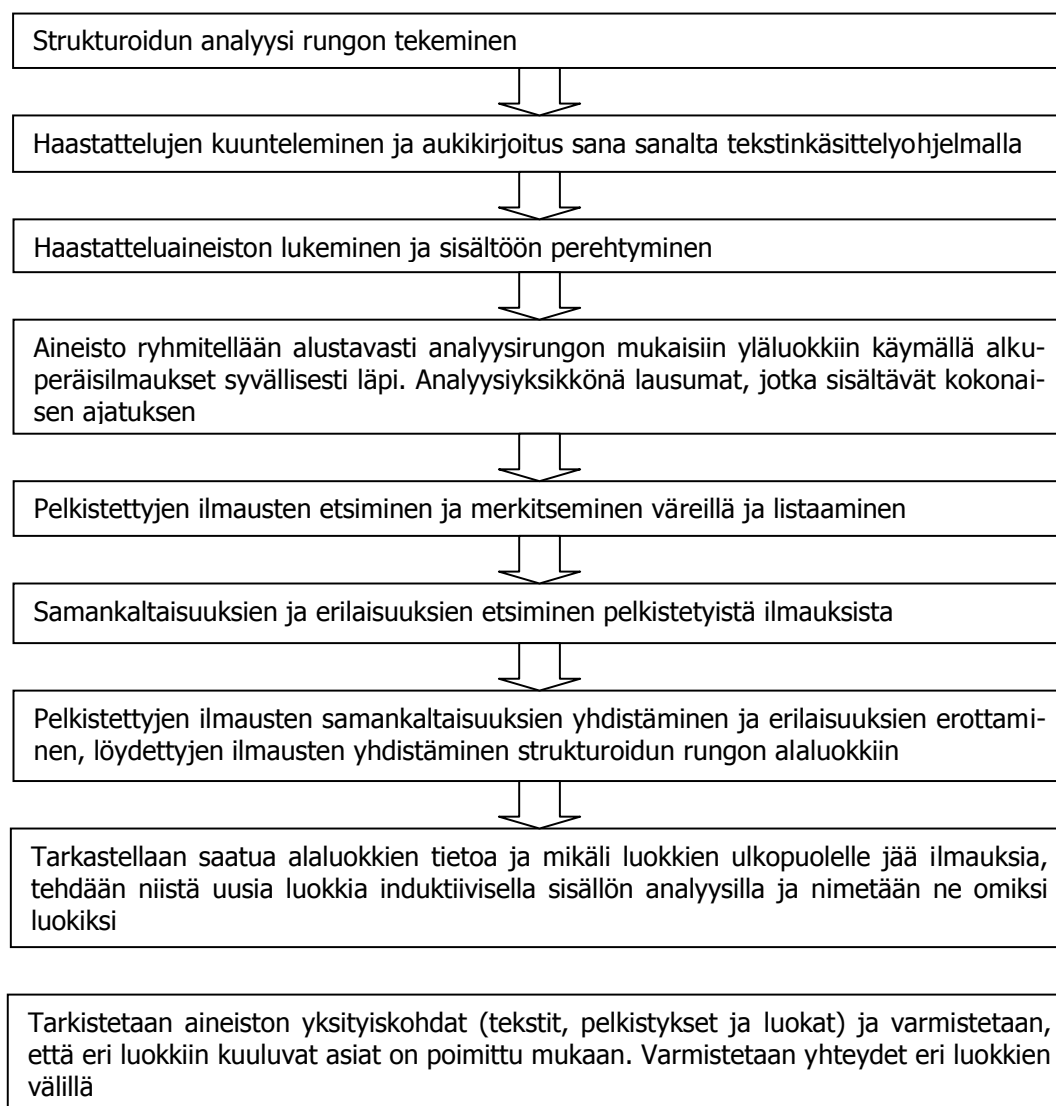 Strukturoidun analyysi rungon tekeminen
Haastattelujen kuunteleminen ja aukikirjoitus sana sanalta tekstinkäsittelyohjelmalla
Haastatteluaineiston lukeminen ja sisältöön perehtyminen
Aineisto ryhmitellään alustavasti analyysirungon mukaisiin yläluokkiin käymällä alku-
peräisilmaukset syvällisesti läpi. Analyysiyksikkönä lausumat, jotka sisältävät kokonai-
sen ajatuksen
Pelkistettyjen ilmausten etsiminen ja merkitseminen väreillä ja listaaminen
Samankaltaisuuksien ja erilaisuuksien etsiminen pelkistetyistä ilmauksista
Pelkistettyjen ilmausten samankaltaisuuksien yhdistäminen ja erilaisuuksien erottami-
nen, löydettyjen ilmausten yhdistäminen strukturoidun rungon alaluokkiin
Tarkastellaan saatua alaluokkien tietoa ja mikäli luokkien ulkopuolelle jää ilmauksia,
tehdään niistä uusia luokkia induktiivisella sisällön analyysilla ja nimetään ne omiksi
luokiksi
Tarkistetaan aineiston yksityiskohdat (tekstit, pelkistykset ja luokat) ja varmistetaan,
että eri luokkiin kuuluvat asiat on poimittu mukaan. Varmistetaan yhteydet eri luokkien
välillä